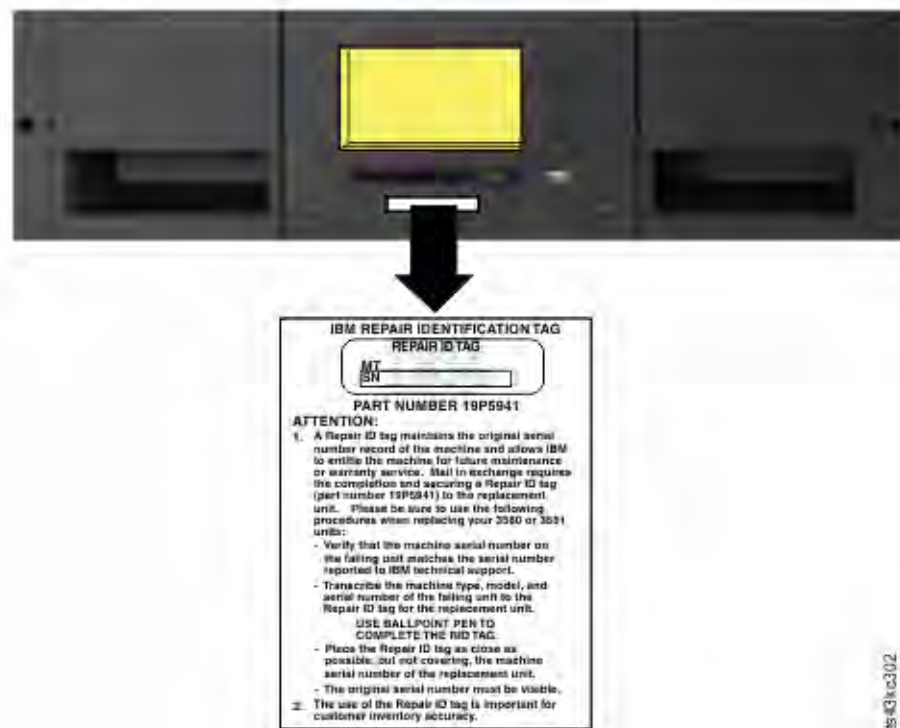 IBM REPAIR IDENTIFICATION TAG
REPAIR ID TAG
MT
SN
PART NUMBER 19P5941
ATTENTION:
1. A Repair ID tag maintains the original serial
number record of the machine and allows IBM
to entitle the machine for future maintenance
or warranty service. Mail in exchange requires
the completion and securing a Repair ID tag
(part number 19P5941) to the replacement
unit. Please be sure to use the following
procedures when replacing your 3580 or 3581
units:
- Verify that the machine serial number on
the failing unit matches the serial number
reported to IBM technical support.
- Transcribe the machine type, model, and
serial number of the failing unit to the
Repair ID tag for the replacement unit.
USE BALLPOINT PEN TO
COMPLETE THE RID TAG.
- Place the Repair ID tag as close as
possible, but not covering, the machine
serial number of the replacement unit.
- The original serial number must be visible.
2. The use of the Repair ID tag is important for
customer inventory accuracy.
ts43kc302